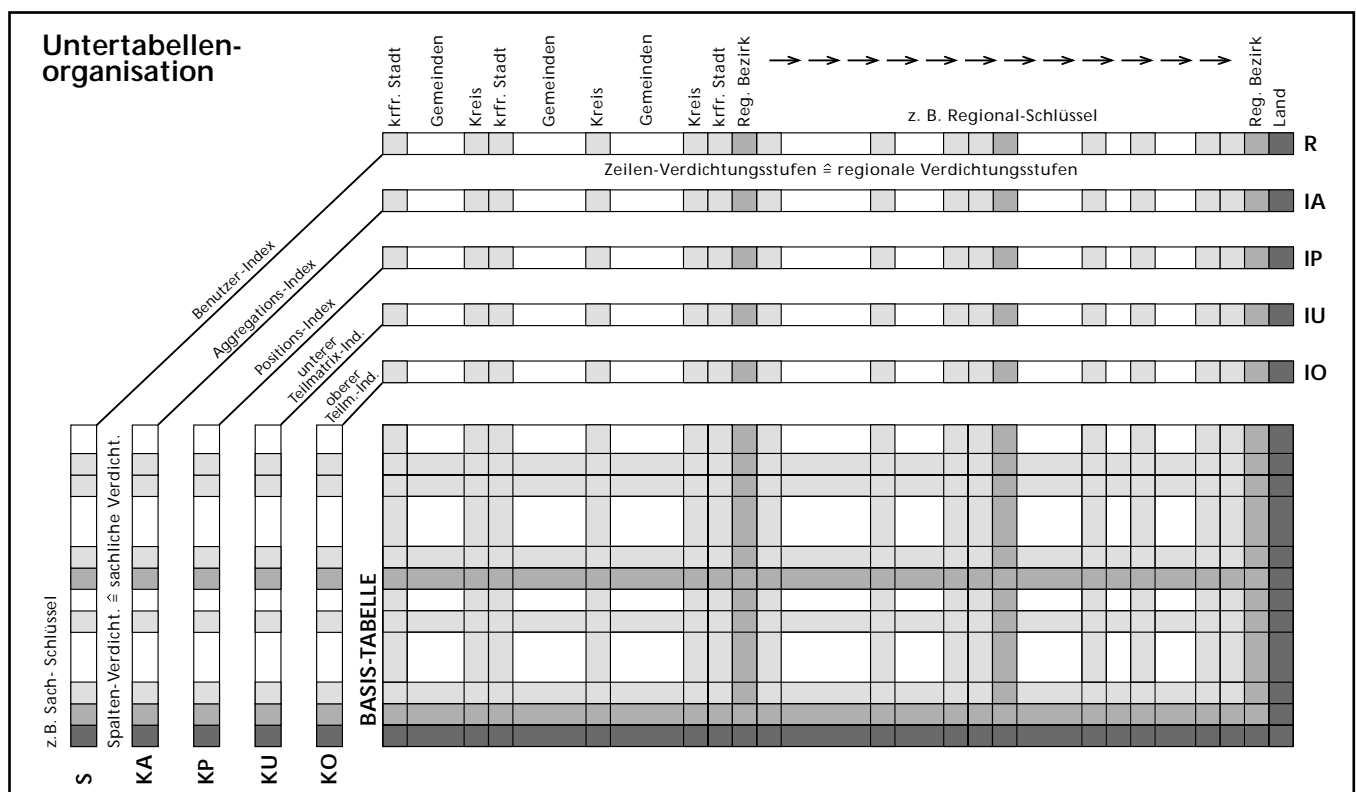 Untertabellen-
organisation
krfr. Stadt
Gemeinden
Kreis
krfr. Stadt
Gemeinden
Kreis
Gemeinden
Kreis
krfr. Stadt
Reg. Bezirk
z. B. Regional-Schlüssel
Reg. Bezirk
Land
R
Zeilen-Verdichtungsstufen ≙ regionale Verdichtungsstufen
IA
IP
IU
IO
Benutzer-Index
Aggregations-Index
Positions-Index
unterer
Teilmatrix-Ind.
oberer
Teilm.-Ind.
z.B. Sach- Schlüssel
Spalten-Verdicht. ≙ sachliche Verdicht.
BASIS-TABELLE
S
KA
KP
KU
KO